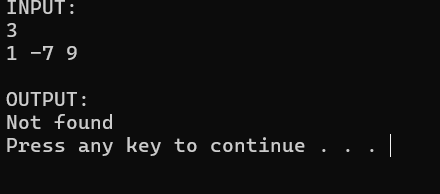 INPUT:
3
1 -7 9
OUTPUT:
Not found
Press any key to continue . . .